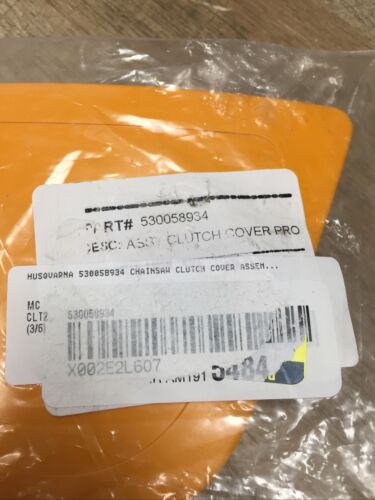 PART# 530058934
DESC: ASSY CLUTCH COVER PRO
HUSQVARNA 530058934 CHAINSAW CLUTCH COVER ASSEM...
MC
CLT2
530058934
(3/6)
X002E2L607
AM191
5484